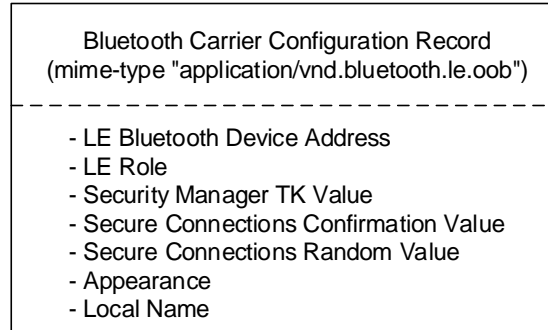 Bluetooth Carrier Configuration Record
(mime-type "application/vnd.bluetooth.le.oob")
- LE Bluetooth Device Address
- LE Role
- Security Manager TK Value
- Secure Connections Confirmation Value
- Secure Connections Random Value
- Appearance
- Local Name